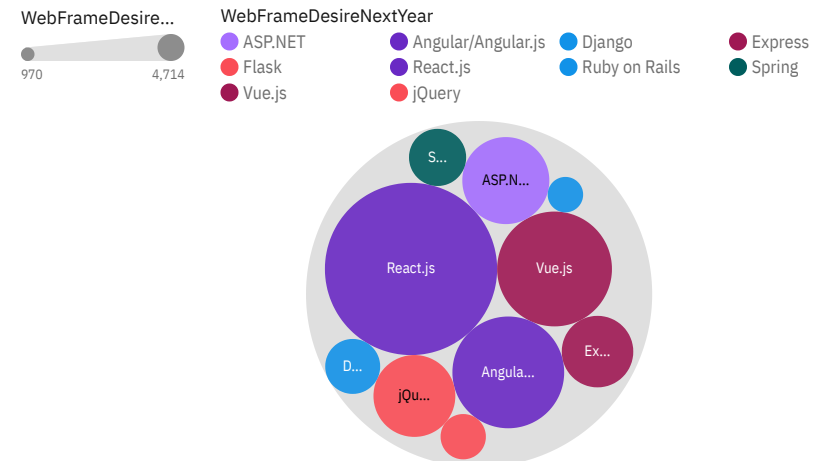 WebFrameDesire...
970
4,714
WebFrameDesireNextYear
ASP.NET
Angular/Angular.js
Django
Express
Flask
React.js
Ruby on Rails
Spring
Vue.js
jQuery
S...
ASP.N...
React.js
Vue.js
Ex...
D...
Angula...
jQu...